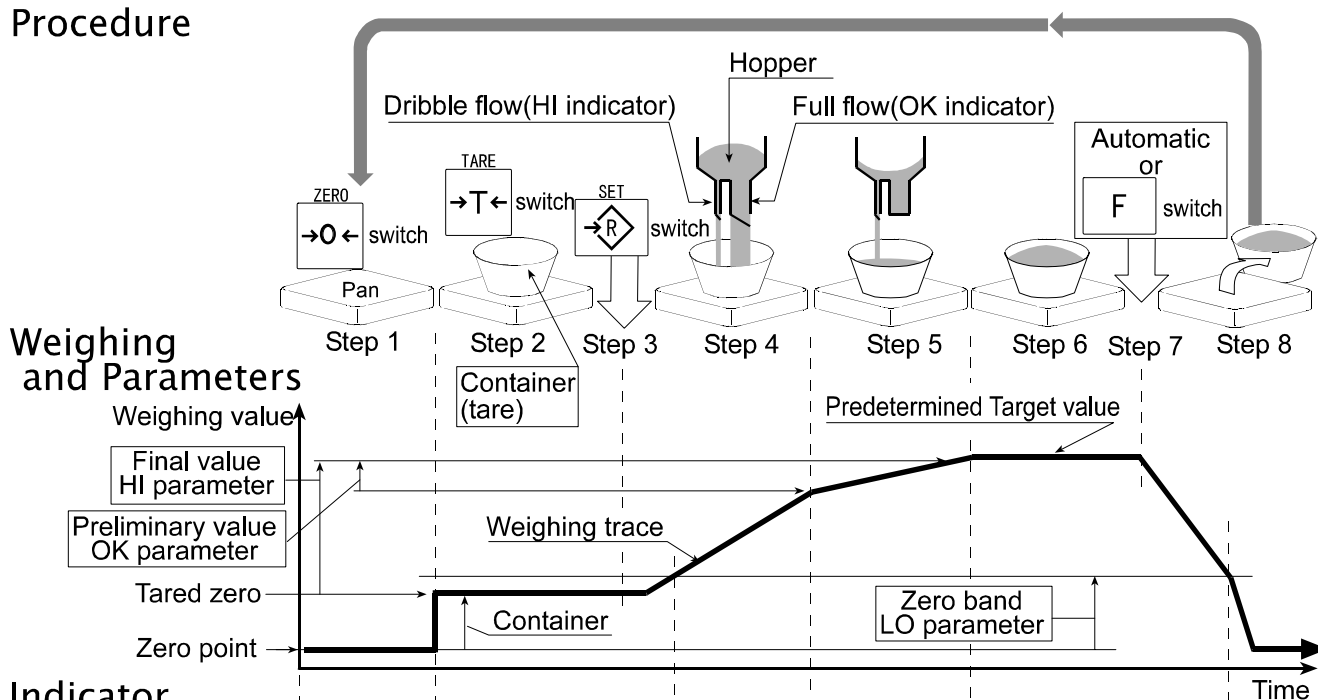 Procedure
Hopper
Dribble flow(HI indicator)
Full flow(OK indicator)
Automatic
or
F
switch
TARE
→T←
switch
SET
→R
switch
ZERO
→0←
switch
Pan
Step 1
Step 2
Step 3
Step 4
Step 5
Step 6
Step 7
Step 8
Weighing
and Parameters
Container
(tare)
Weighing value
Predetermined Target value
Final value
HI parameter
Preliminary value
OK parameter
Weighing trace
Tared zero
Container
Zero band
LO parameter
Zero point
Time
Indicator